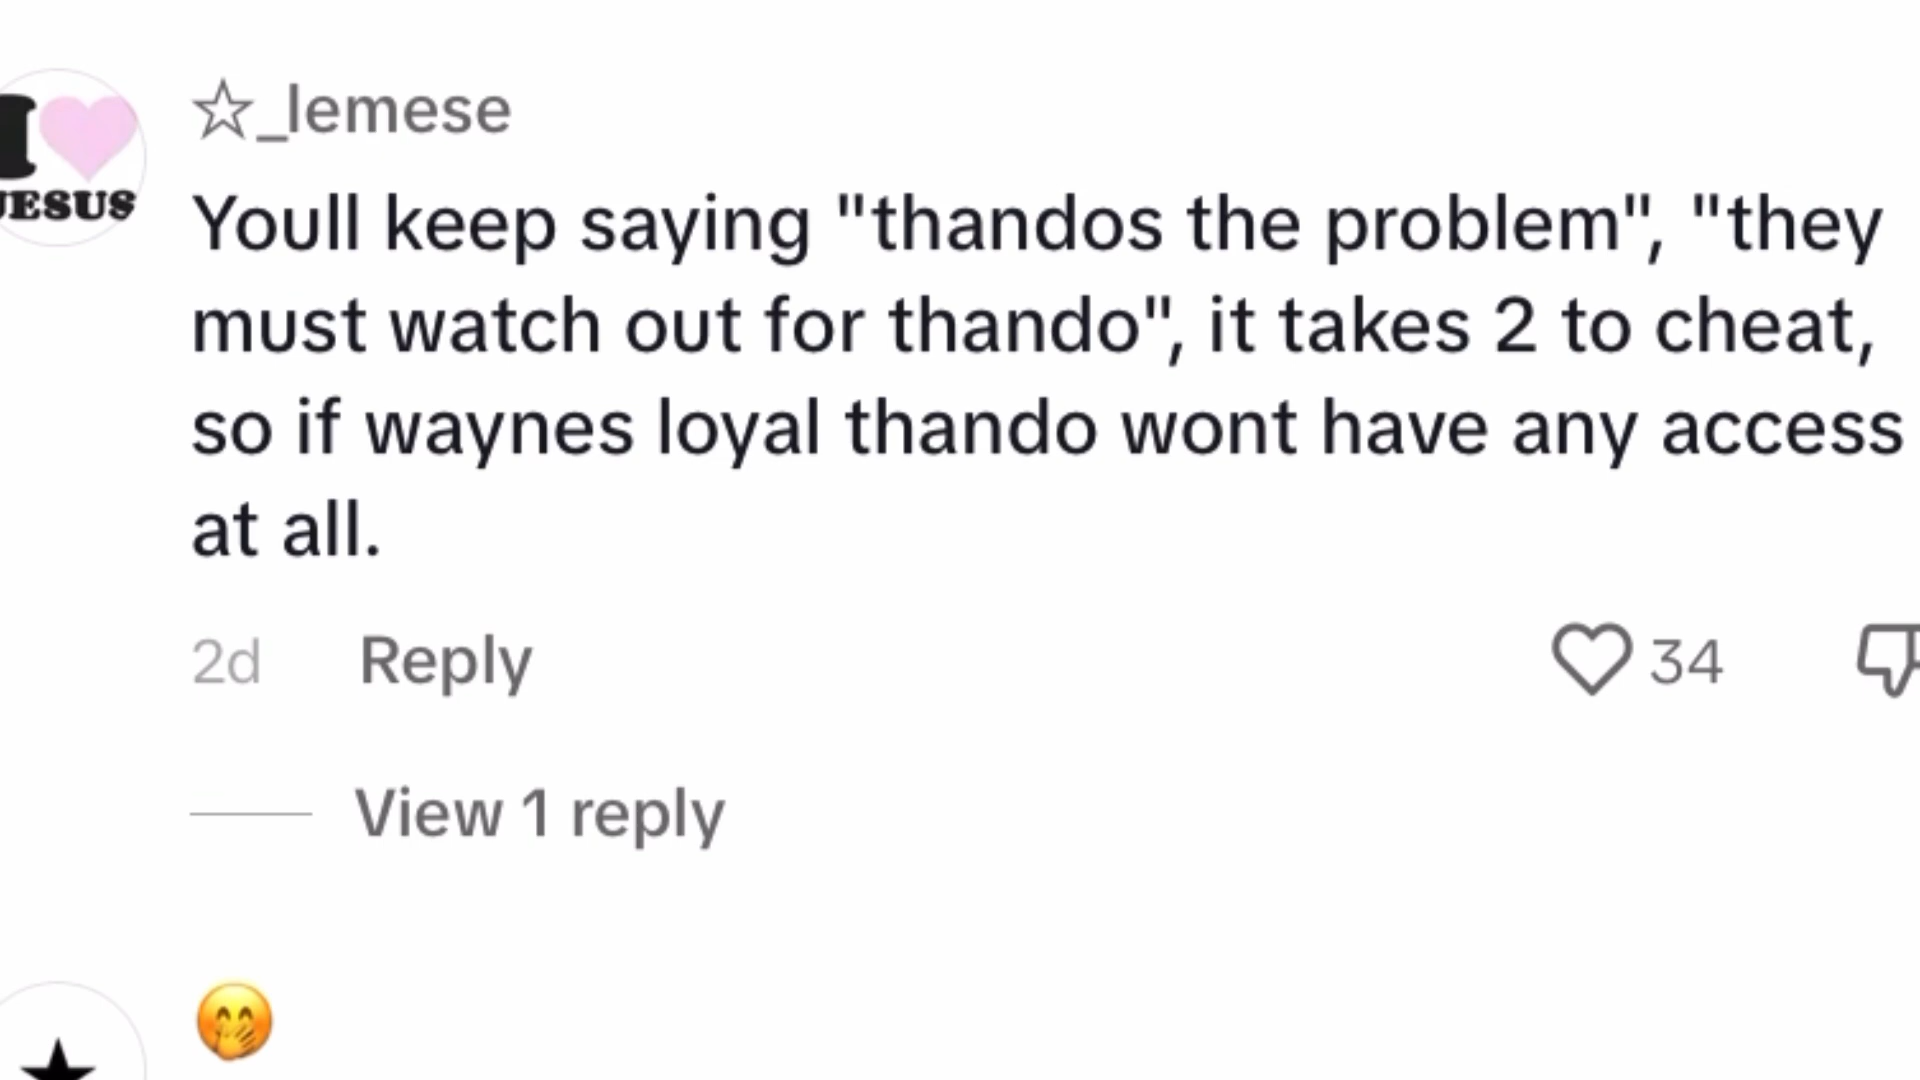 I
JESUS
☆_lemese
Youll keep saying "thandos the problem", "they
must watch out for thando", it takes 2 to cheat,
so if waynes loyal thando wont have any access
at all.
2d Reply 34
View 1 reply
🤭